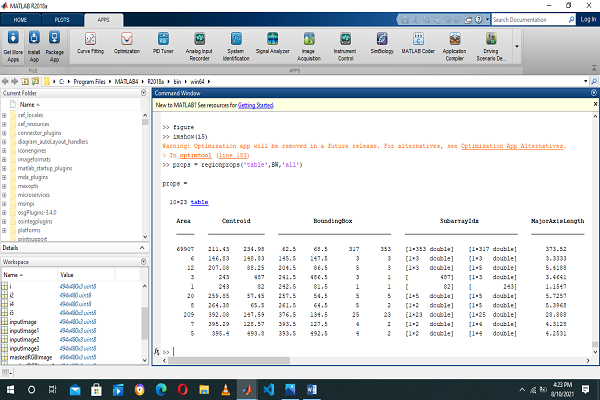 MATLAB R2018a
HOME PLOTS APPS
Search Documentation Log In
Get More Apps
Install App
Package App
Curve Fitting
Optimization
PID Tuner
Analog Input Recorder
System Identification
Signal Analyzer
Image Acquisition
Instrument Control
SimBiology
MATLAB Coder
Application Compiler
Driving Scenario De...
FILE APPS
C: Program Files MATLAB4 R2018a bin win64
Current Folder
Name
cef_locales
cef_resources
connector_plugins
diagram_autoLayout_handlers
iconengines
imageformats
matlab_startup_plugins
mda_plugins
mexopts
microservices
msmpi
osgPlugins-3.4.0
osintegplugins
platforms
printsupport
Details
Workspace
Name Value
i 494x480x3 uint8
i2 494x480x3 uint8
i4 494x480x3 uint8
i5 494x480x3 uint8
inputImage 494x480x3 uint8
inputImage1 494x480x3 uint8
inputImage2 494x480x3 uint8
inputImage3 494x480x3 uint8
maskedRGBImage 494x480x3 uint8
Command Window
New to MATLAB? See resources for Getting Started.
>> figure
>> imshow(i5)
Warning: Optimization app will be removed in a future release. For alternatives, see Optimization App Alternatives.
> In optimtool (line 183)
>> props = regionprops('table',BW,'all')
props =
10×23 table
Area Centroid BoundingBox SubarrayIdx MajorAxisLength
69907 211.43 234.98 62.5 68.5 317 353 [1×353 double] [1×317 double] 373.52
6 146.83 148.83 145.5 147.5 3 3 [1×3 double] [1×3 double] 3.3333
12 207.08 88.25 204.5 86.5 5 3 [1×3 double] [1×5 double] 5.4188
3 243 487 241.5 486.5 3 1 [ 487] [1×3 double] 3.4641
1 243 82 242.5 81.5 1 1 [ 82] [ 243] 1.1547
20 259.85 57.45 257.5 54.5 5 5 [1×5 double] [1×5 double] 5.7257
8 264.38 65.5 261.5 64.5 5 2 [1×2 double] [1×5 double] 5.3968
209 392.08 147.59 376.5 134.5 25 23 [1×23 double] [1×25 double] 28.888
7 395.29 128.57 393.5 127.5 4 2 [1×2 double] [1×4 double] 4.3128
5 395.4 493.8 393.5 492.5 4 2 [1×2 double] [1×4 double] 4.2531
fx >>
4:23 PM
8/10/2021